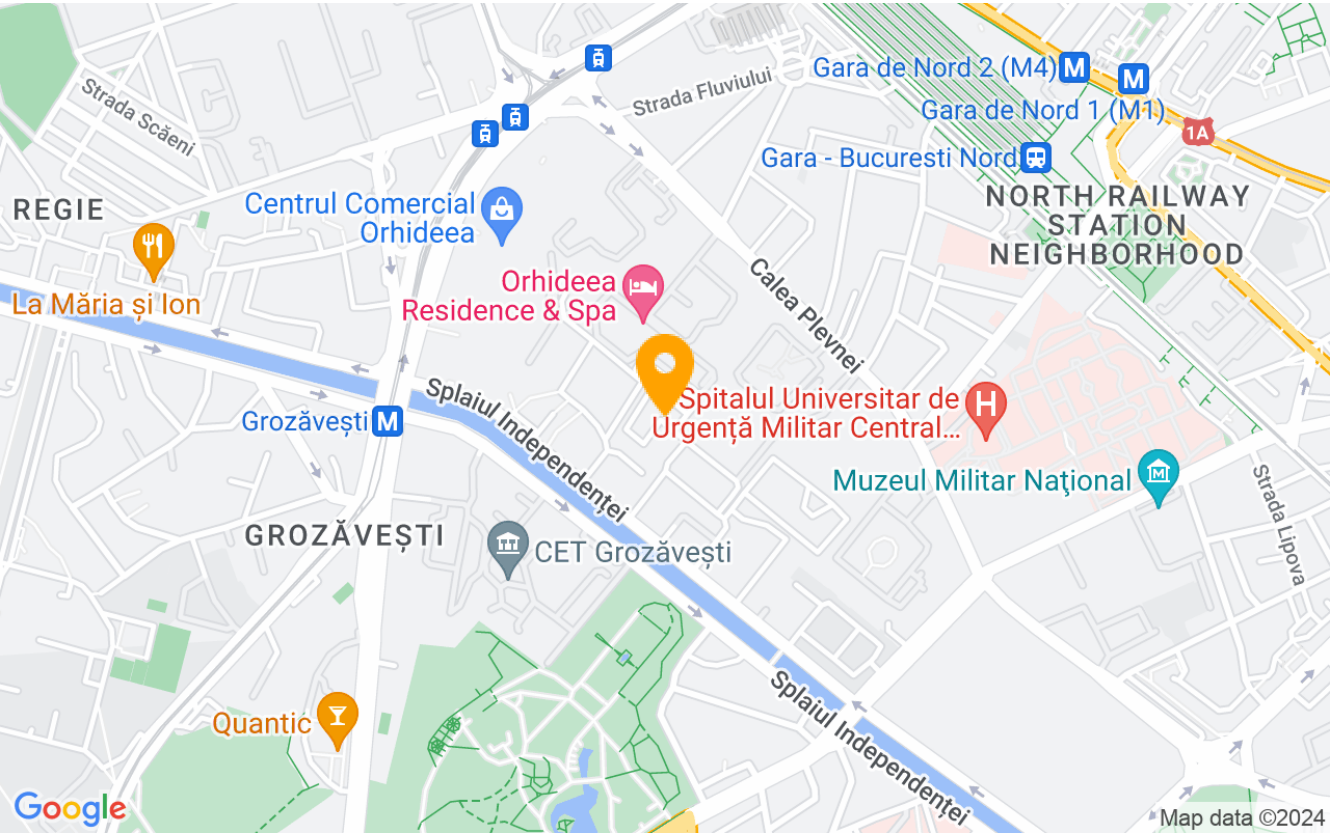 Gara de Nord 2 (M4)
M
M
Strada Fluviului
Gara de Nord 1 (M1)
Strada Scăeni
1A
Gara - Bucuresti Nord
REGIE
Centrul Comercial
Orhideea
NORTH RAILWAY
STATION
NEIGHBORHOOD
Orhideea
Residence & Spa
La Măria și Ion
Calea Plevnei
Splaiul Independenței
Spitalul Universitar de
Urgență Militar Central...
H
Grozăvești
M
Muzeul Militar Naţional
M
Strada Lipova
GROZĂVEȘTI
CET Grozăvești
Quantic
Splaiul Independenței
Google
Map data ©2024